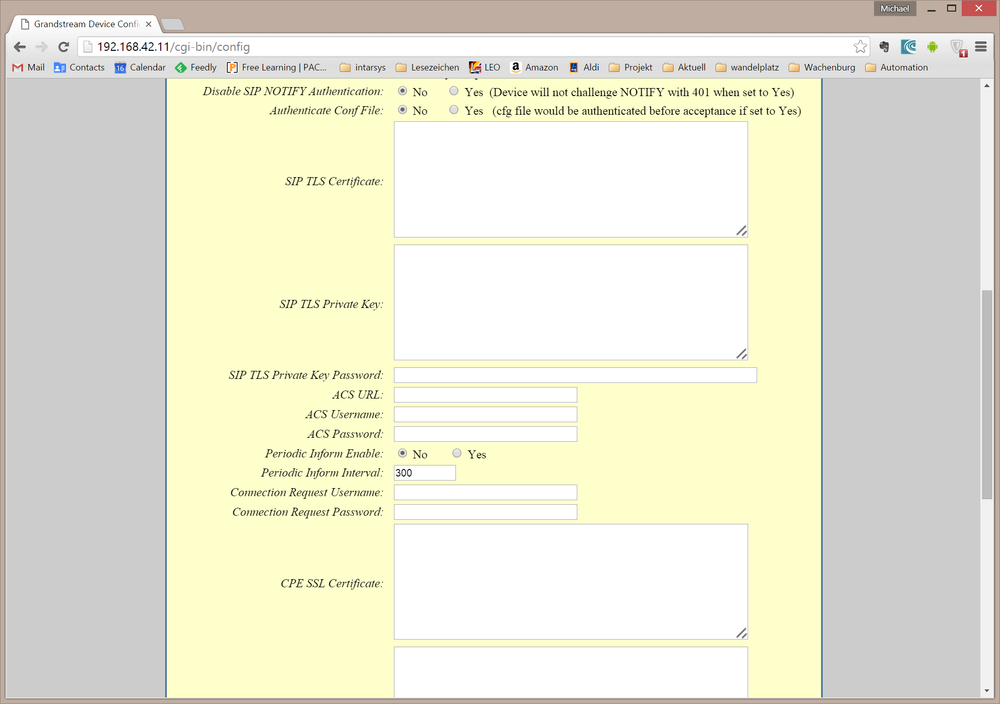 Michael
Grandstream Device Confi
192.168.42.11/cgi-bin/config
1
Mail Contacts 16 Calendar Feedly [P] Free Learning | PAC... intarsys Lesezeichen LEO a Amazon ALDI Aldi Projekt Aktuell wandelplatz Wachenburg Automation
Disable SIP NOTIFY Authentication: No Yes (Device will not challenge NOTIFY with 401 when set to Yes)
Authenticate Conf File: No Yes (cfg file would be authenticated before acceptance if set to Yes)
SIP TLS Certificate:
SIP TLS Private Key:
SIP TLS Private Key Password:
ACS URL:
ACS Username:
ACS Password:
Periodic Inform Enable: No Yes
Periodic Inform Interval: 300
Connection Request Username:
Connection Request Password:
CPE SSL Certificate: